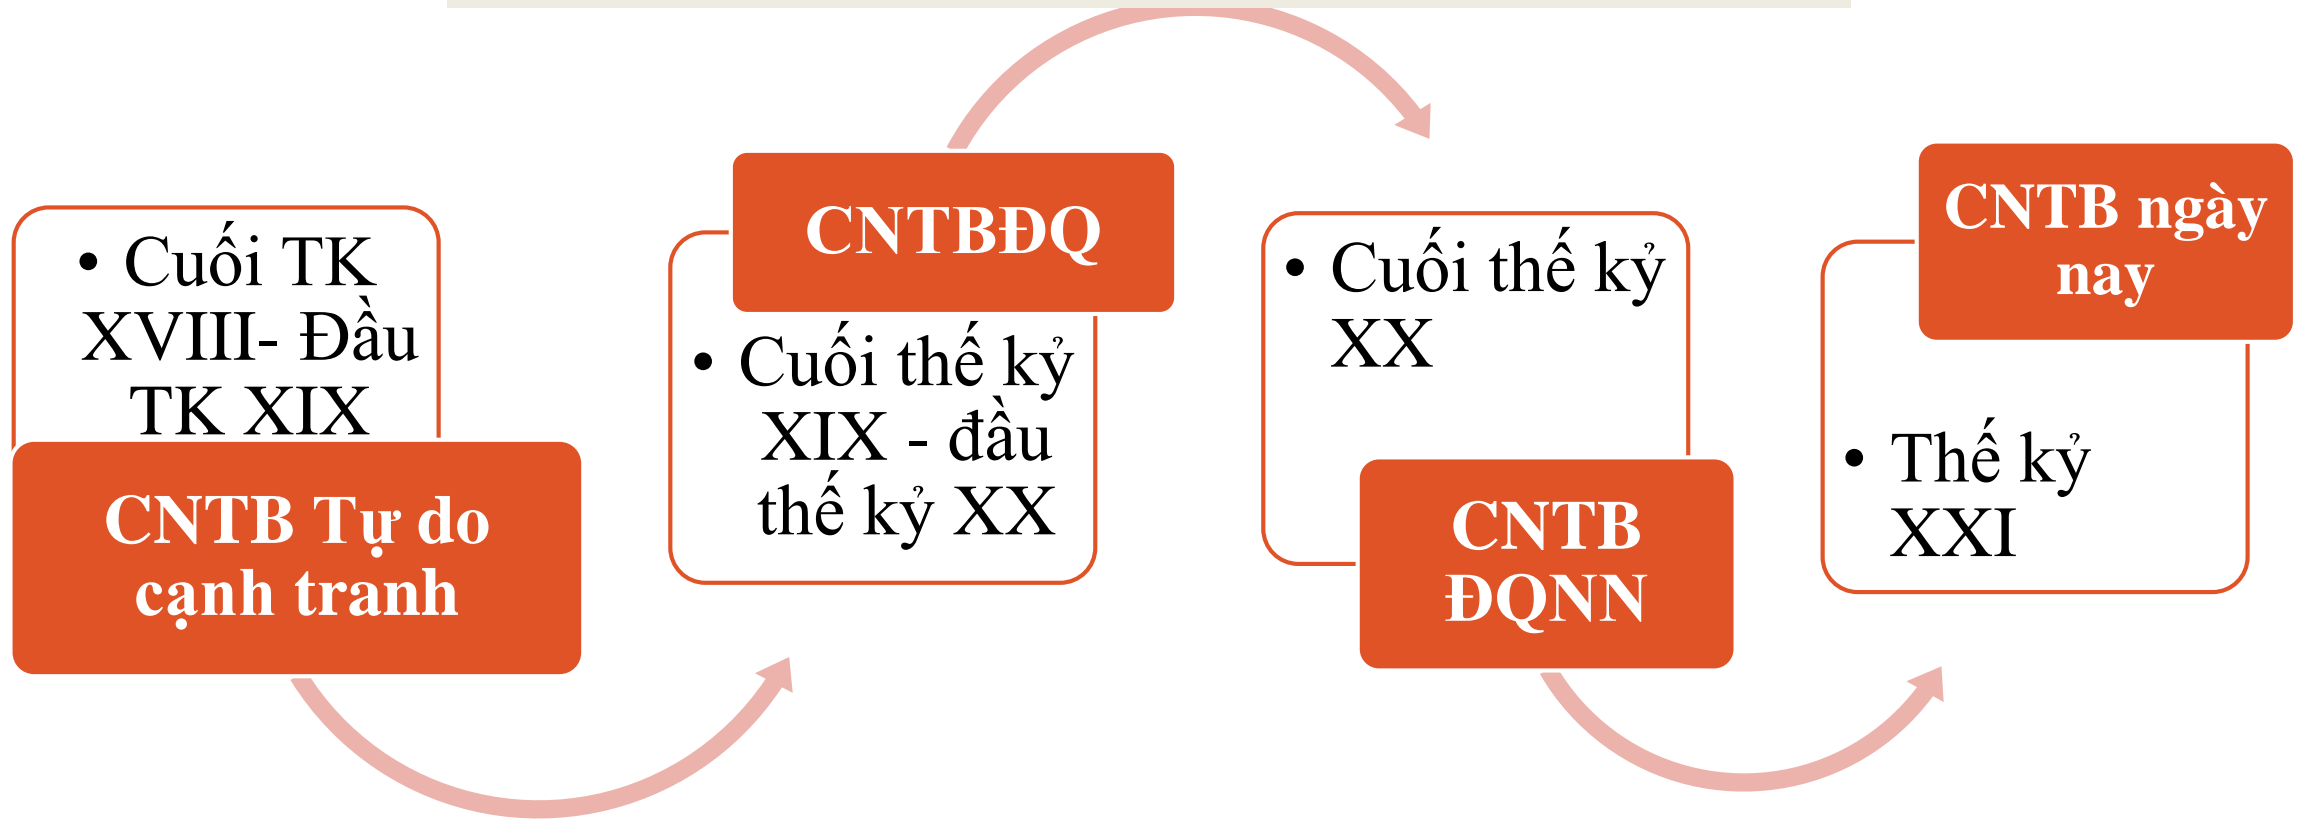 • Cuối TK
XVIII- Đầu
TK XIX
CNTB Tự do
cạnh tranh
CNTBĐQ
• Cuối thế kỷ
XIX - đầu
thế kỷ XX
• Cuối thế kỷ
XX
CNTB
ĐQNN
CNTB ngày
nay
• Thế kỷ
XXI